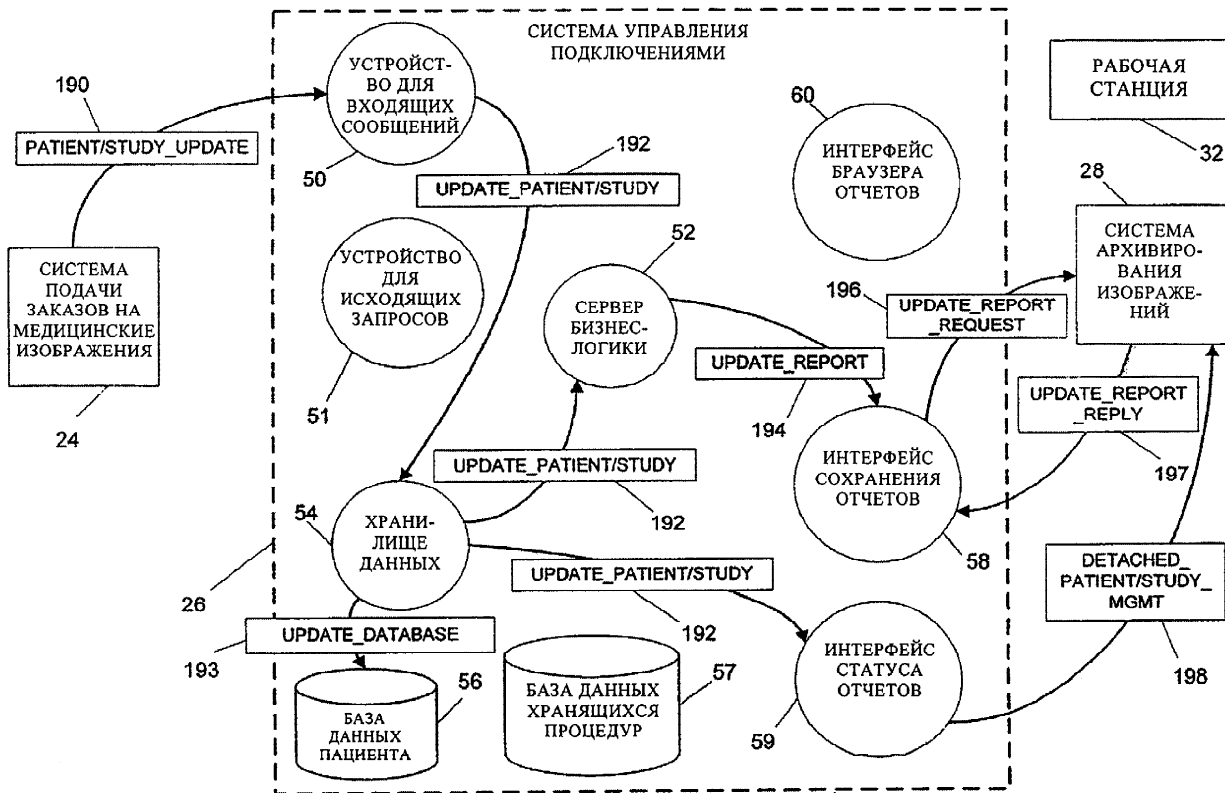 СИСТЕМА УПРАВЛЕНИЯ
ПОДКЛЮЧЕНИЯМИ
190
PATIENT/STUDY_UPDATE
УСТРОЙСТ-
ВО ДЛЯ
ВХОДЯЩИХ
СООБЩЕНИЙ
50
192
UPDATE_PATIENT/STUDY
60
ИНТЕРФЕЙС
БРАУЗЕРА
ОТЧЕТОВ
РАБОЧАЯ
СТАНЦИЯ
32
28
СИСТЕМА
АРХИВИРО-
ВАНИЯ
ИЗОБРАЖЕ-
НИЙ
СИСТЕМА
ПОДАЧИ
ЗАКАЗОВ НА
МЕДИЦИНСКИЕ
ИЗОБРАЖЕНИЯ
24
УСТРОЙСТВО
ДЛЯ
ИСХОДЯЩИХ
ЗАПРОСОВ
51
52
СЕРВЕР
БИЗНЕС-
ЛОГИКИ
196
UPDATE_REPORT
_REQUEST
UPDATE_REPORT
194
UPDATE_REPORT
_REPLY
197
UPDATE_PATIENT/STUDY
192
ИНТЕРФЕЙС
СОХРАНЕНИЯ
ОТЧЕТОВ
58
54
ХРАНИ-
ЛИЩЕ
ДАННЫХ
26
UPDATE_PATIENT/STUDY
192
DETACHED_
PATIENT/STUDY_
MGMT
198
193
UPDATE_DATABASE
56
БАЗА
ДАННЫХ
ПАЦИЕНТА
57
БАЗА ДАННЫХ
ХРАНЯЩИХСЯ
ПРОЦЕДУР
ИНТЕРФЕЙС
СТАТУСА
ОТЧЕТОВ
59